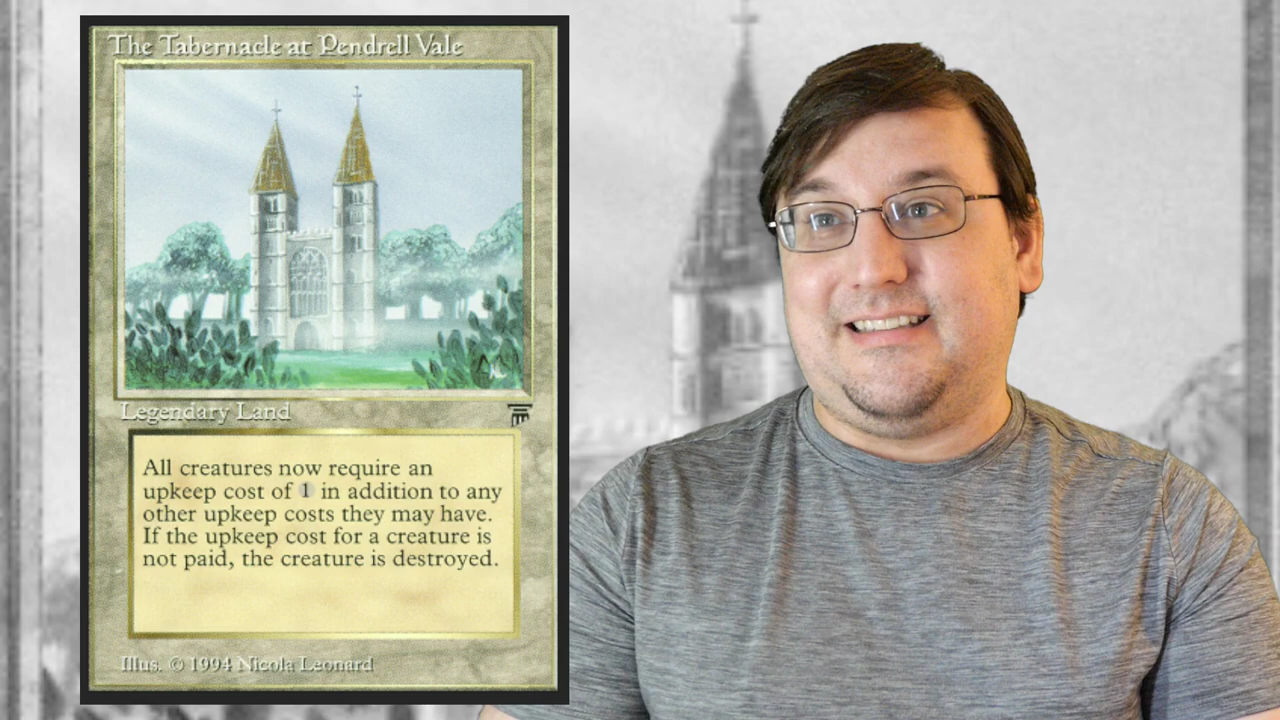 The Tabernacle at Pendrell Vale
Legendary Land
All creatures now require an
upkeep cost of 1 in addition to any
other upkeep costs they may have.
If the upkeep cost for a creature is
not paid, the creature is destroyed.
Illus. © 1994 Nicola Leonard